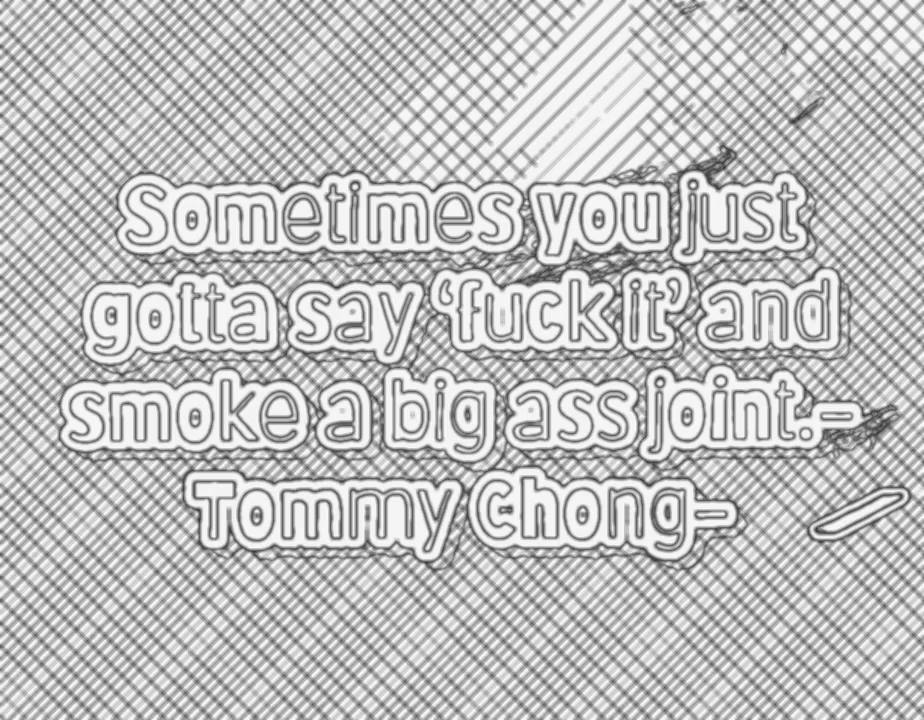 Sometimes you just
gotta say ‘fuck it’ and
smoke a big ass joint.–
Tommy Chong–